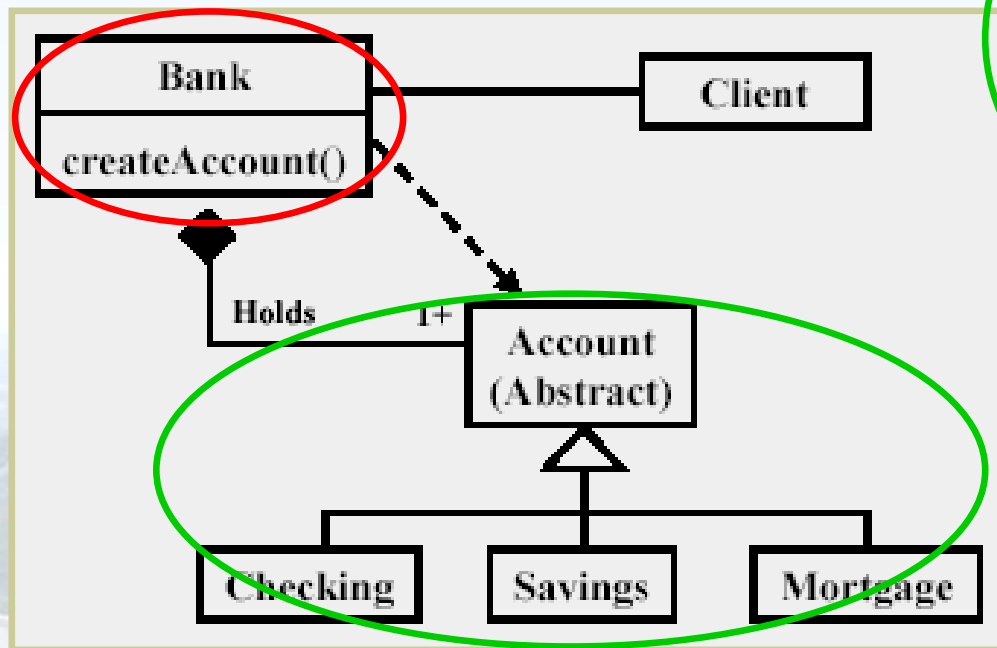 Bank
Client
createAccount()
Holds
1+
Account
(Abstract)
Checking
Savings
Mortgage